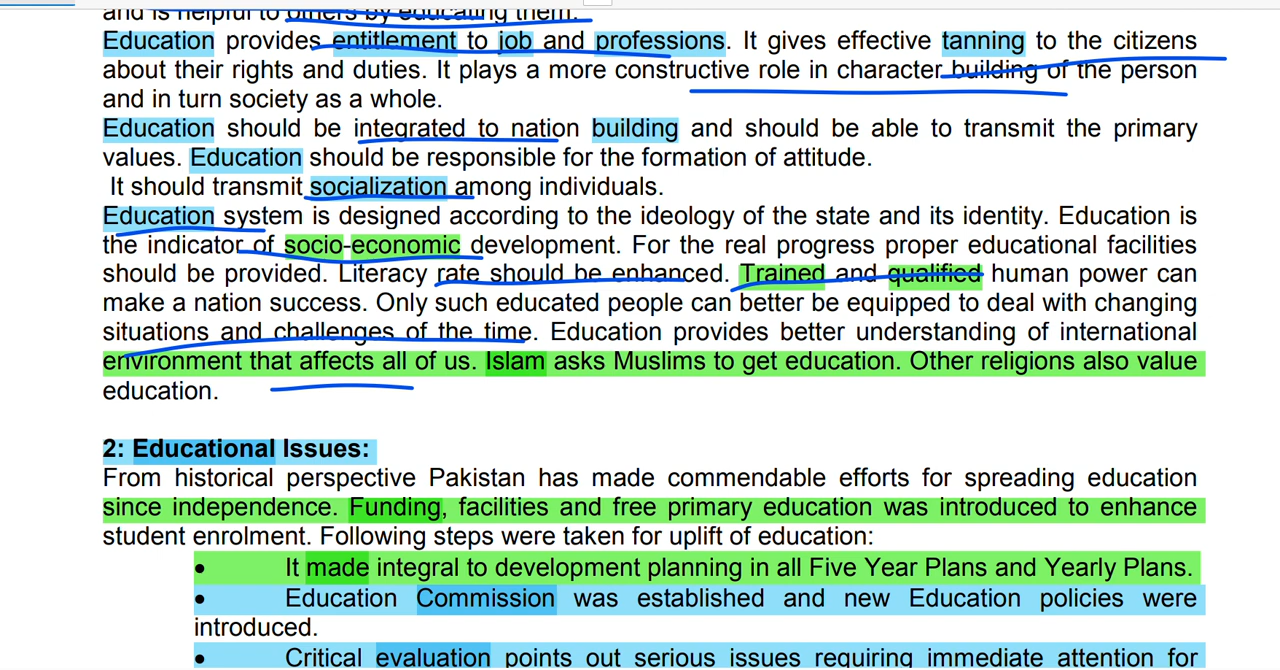 and is helpful to others by educating them.
Education provides entitlement to job and professions. It gives effective tanning to the citizens
about their rights and duties. It plays a more constructive role in character building of the person
and in turn society as a whole.
Education should be integrated to nation building and should be able to transmit the primary
values. Education should be responsible for the formation of attitude.
It should transmit socialization among individuals.
Education system is designed according to the ideology of the state and its identity. Education is
the indicator of socio-economic development. For the real progress proper educational facilities
should be provided. Literacy rate should be enhanced. Trained and qualified human power can
make a nation success. Only such educated people can better be equipped to deal with changing
situations and challenges of the time. Education provides better understanding of international
environment that affects all of us. Islam asks Muslims to get education. Other religions also value
education.
2: Educational Issues:
From historical perspective Pakistan has made commendable efforts for spreading education
since independence. Funding, facilities and free primary education was introduced to enhance
student enrolment. Following steps were taken for uplift of education:
• It made integral to development planning in all Five Year Plans and Yearly Plans.
• Education Commission was established and new Education policies were
introduced.
• Critical evaluation points out serious issues requiring immediate attention for